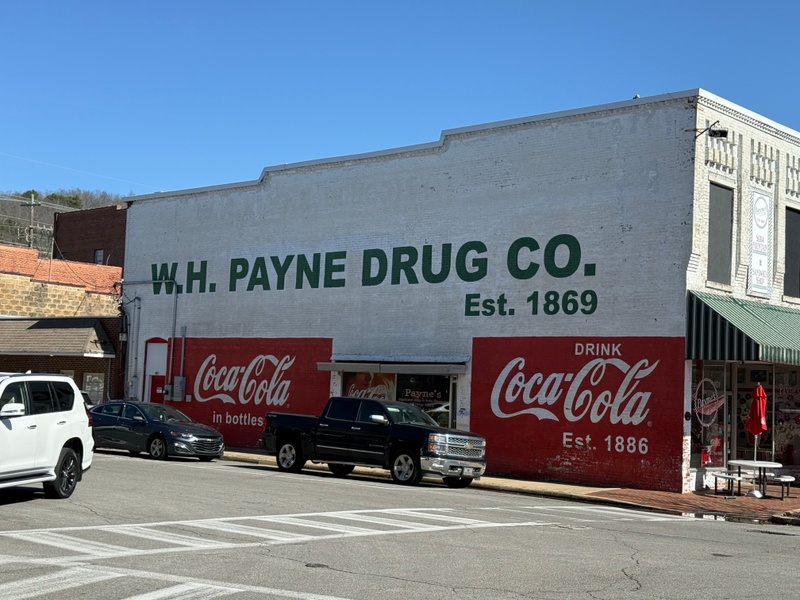 W.H. PAYNE DRUG CO.
Est. 1869
Coca-Cola
in bottles
DRINK
Coca-Cola
Est. 1886
Payne's